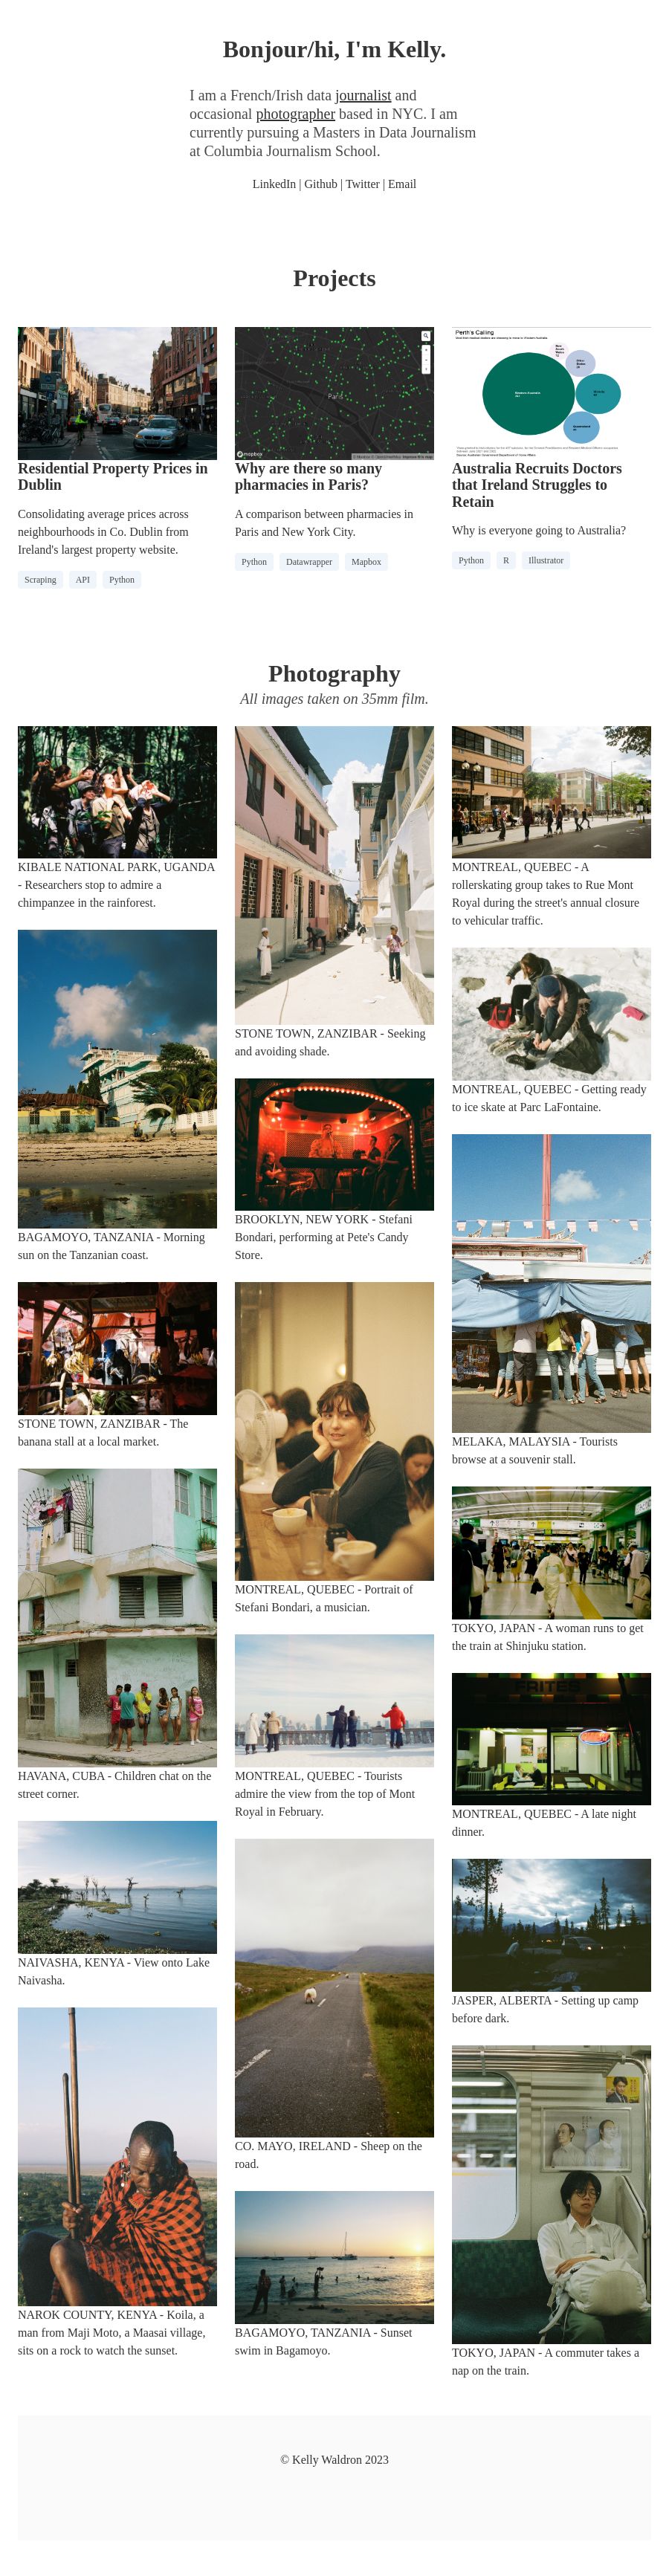 Bonjour/hi, I'm Kelly.
I am a French/Irish data journalist and
occasional photographer based in NYC. I am
currently pursuing a Masters in Data Journalism
at Columbia Journalism School.
LinkedIn | Github | Twitter | Email
Projects
Residential Property Prices in
Dublin
Consolidating average prices across
neighbourhoods in Co. Dublin from
Ireland's largest property website.
Scraping API Python
Paris
mapbox
Why are there so many
pharmacies in Paris?
A comparison between pharmacies in
Paris and New York City.
Python Datawrapper Mapbox
Perth's Calling
Australia Recruits Doctors
that Ireland Struggles to
Retain
Why is everyone going to Australia?
Python R Illustrator
Photography
All images taken on 35mm film.
KIBALE NATIONAL PARK, UGANDA
- Researchers stop to admire a
chimpanzee in the rainforest.
BAGAMOYO, TANZANIA - Morning
sun on the Tanzanian coast.
STONE TOWN, ZANZIBAR - The
banana stall at a local market.
HAVANA, CUBA - Children chat on the
street corner.
NAIVASHA, KENYA - View onto Lake
Naivasha.
NAROK COUNTY, KENYA - Koila, a
man from Maji Moto, a Maasai village,
sits on a rock to watch the sunset.
STONE TOWN, ZANZIBAR - Seeking
and avoiding shade.
BROOKLYN, NEW YORK - Stefani
Bondari, performing at Pete's Candy
Store.
MONTREAL, QUEBEC - Portrait of
Stefani Bondari, a musician.
MONTREAL, QUEBEC - Tourists
admire the view from the top of Mont
Royal in February.
CO. MAYO, IRELAND - Sheep on the
road.
BAGAMOYO, TANZANIA - Sunset
swim in Bagamoyo.
MONTREAL, QUEBEC - A
rollerskating group takes to Rue Mont
Royal during the street's annual closure
to vehicular traffic.
MONTREAL, QUEBEC - Getting ready
to ice skate at Parc LaFontaine.
MELAKA, MALAYSIA - Tourists
browse at a souvenir stall.
TOKYO, JAPAN - A woman runs to get
the train at Shinjuku station.
FRITES
MONTREAL, QUEBEC - A late night
dinner.
JASPER, ALBERTA - Setting up camp
before dark.
TOKYO, JAPAN - A commuter takes a
nap on the train.
© Kelly Waldron 2023